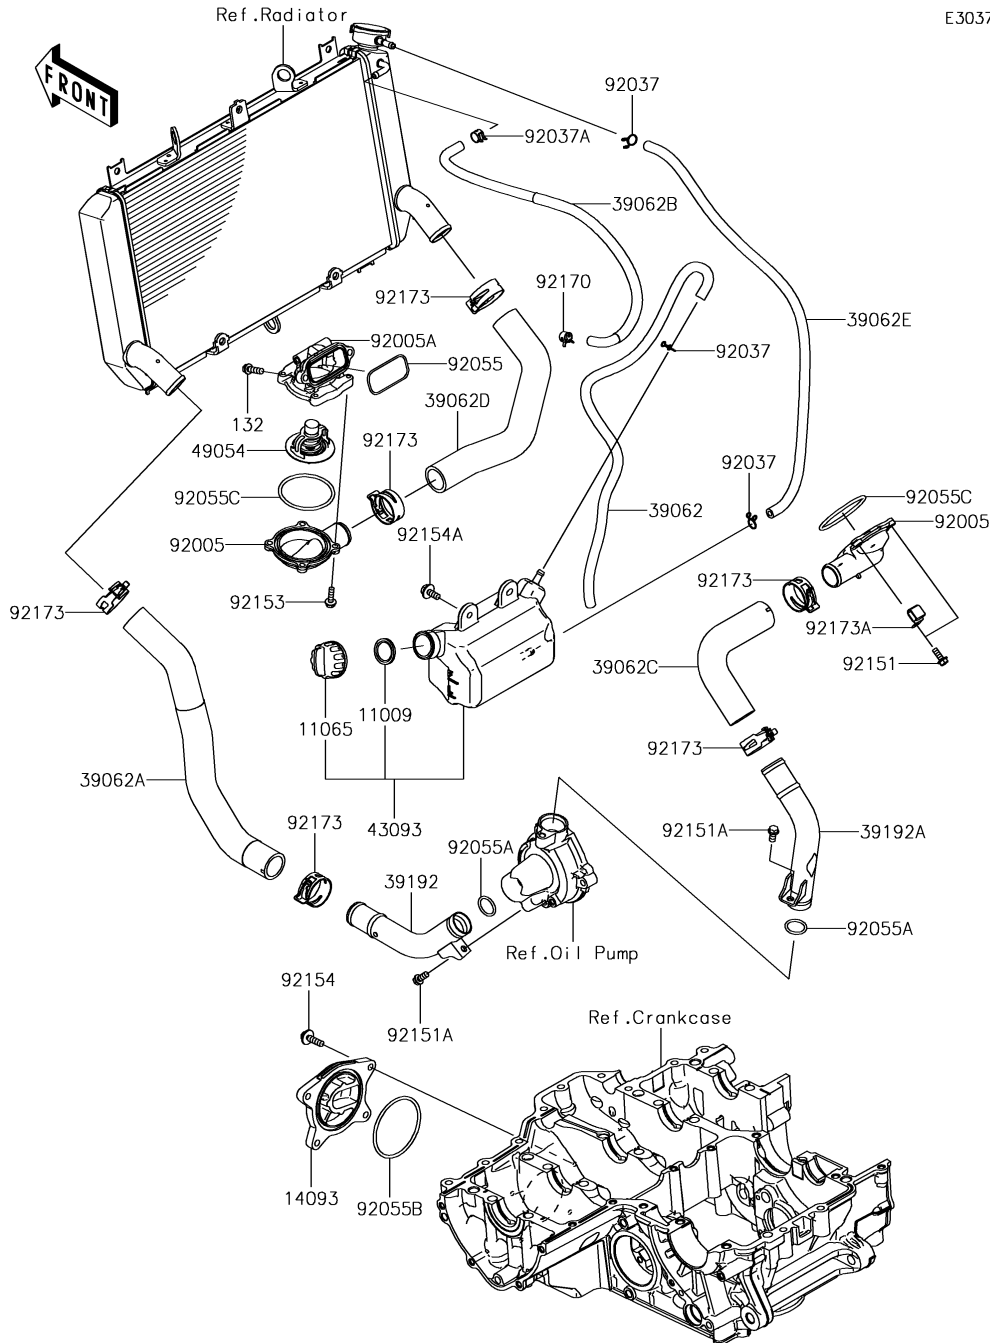 Ref.Radiator
E3037
FRONT
92037
92037A
39062B
92173
92170
39062E
92005A
92055
92037
132
39062D
49054
92173
92055C
92037
92055C
39062
92005
92154A
92005
92153
92173
92173
92173A
39062C
92151
11065
11009
92173
39062A
43093
92173
92151A
39192A
92055A
39192
92055A
Ref.Oil Pump
92154
92151A
Ref.Crankcase
14093
92055B